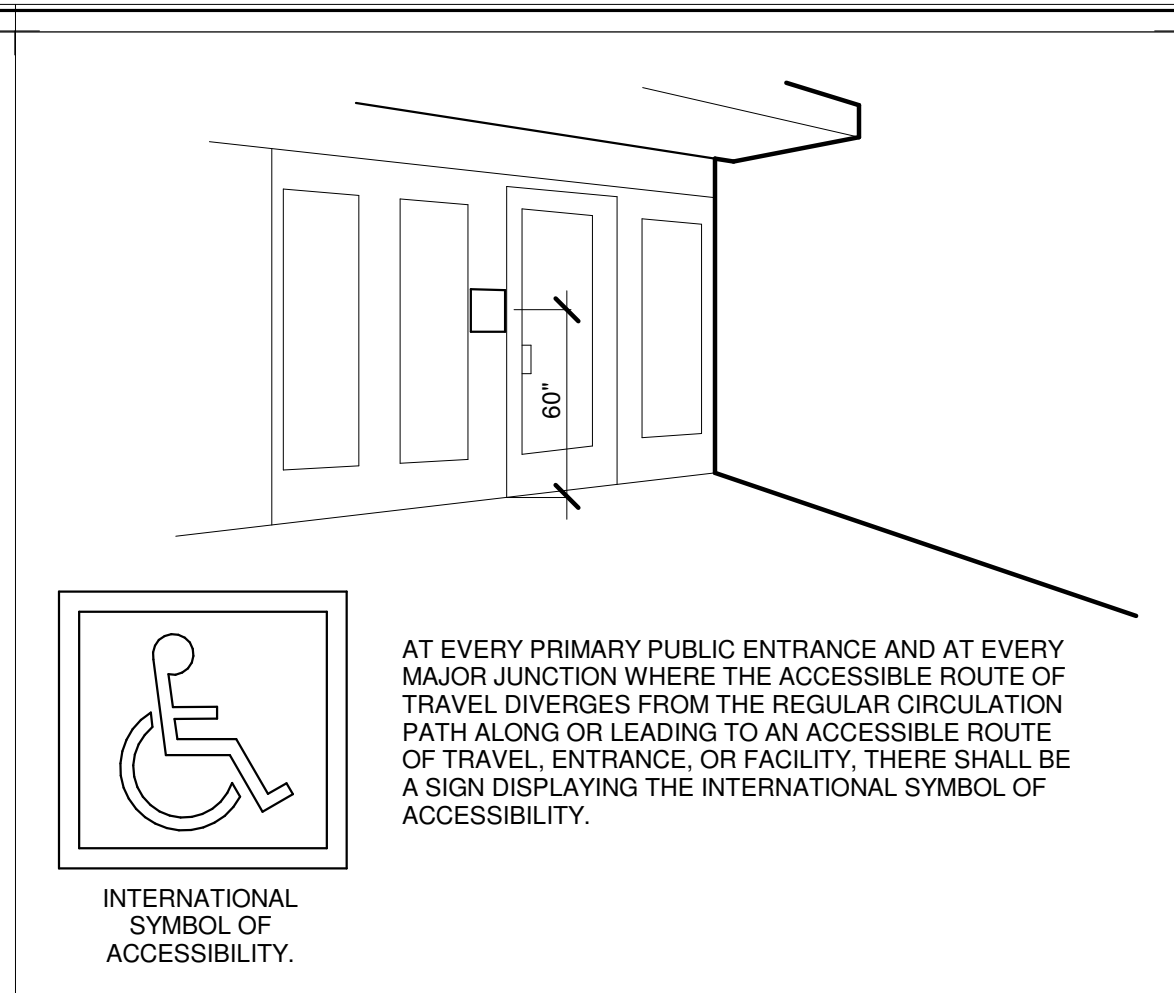 60"
AT EVERY PRIMARY PUBLIC ENTRANCE AND AT EVERY
MAJOR JUNCTION WHERE THE ACCESSIBLE ROUTE OF
TRAVEL DIVERGES FROM THE REGULAR CIRCULATION
PATH ALONG OR LEADING TO AN ACCESSIBLE ROUTE
OF TRAVEL, ENTRANCE, OR FACILITY, THERE SHALL BE
A SIGN DISPLAYING THE INTERNATIONAL SYMBOL OF
ACCESSIBILITY.
INTERNATIONAL
SYMBOL OF
ACCESSIBILITY.